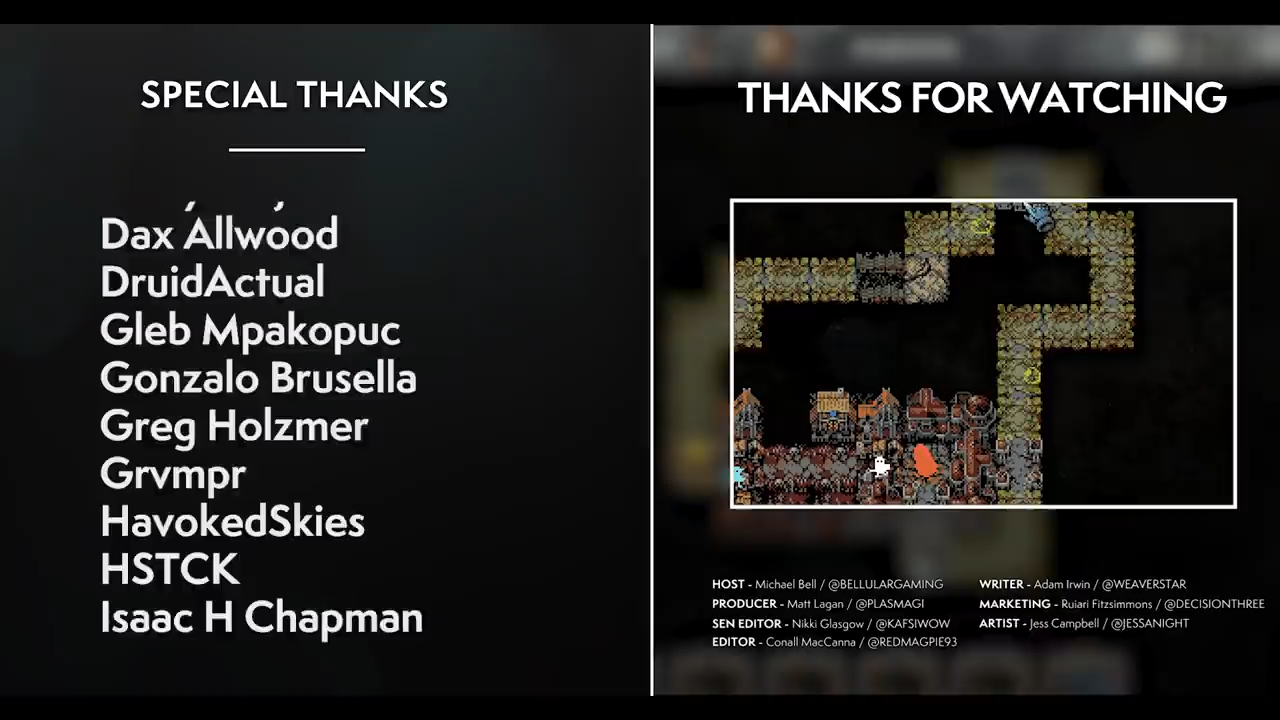 SPECIAL THANKS
Dax Allwood
DruidActual
Gleb Mpakopuc
Gonzalo Brusella
Greg Holzmer
Grvmpr
HavokedSkies
HSTCK
Isaac H Chapman
THANKS FOR WATCHING
HOST - Michael Bell / @BELLULARGAMING
PRODUCER - Matt Lagan / @PLASMAGI
SEN EDITOR - Nikki Glasgow / @KAFSIWOW
EDITOR - Conall MacCanna / @REDMAGPIE93
WRITER - Adam Irwin / @WEAVERSTAR
MARKETING - Ruiari Fitzsimmons / @DECISIONTHREE
ARTIST - Jess Campbell / @JESSANIGHT